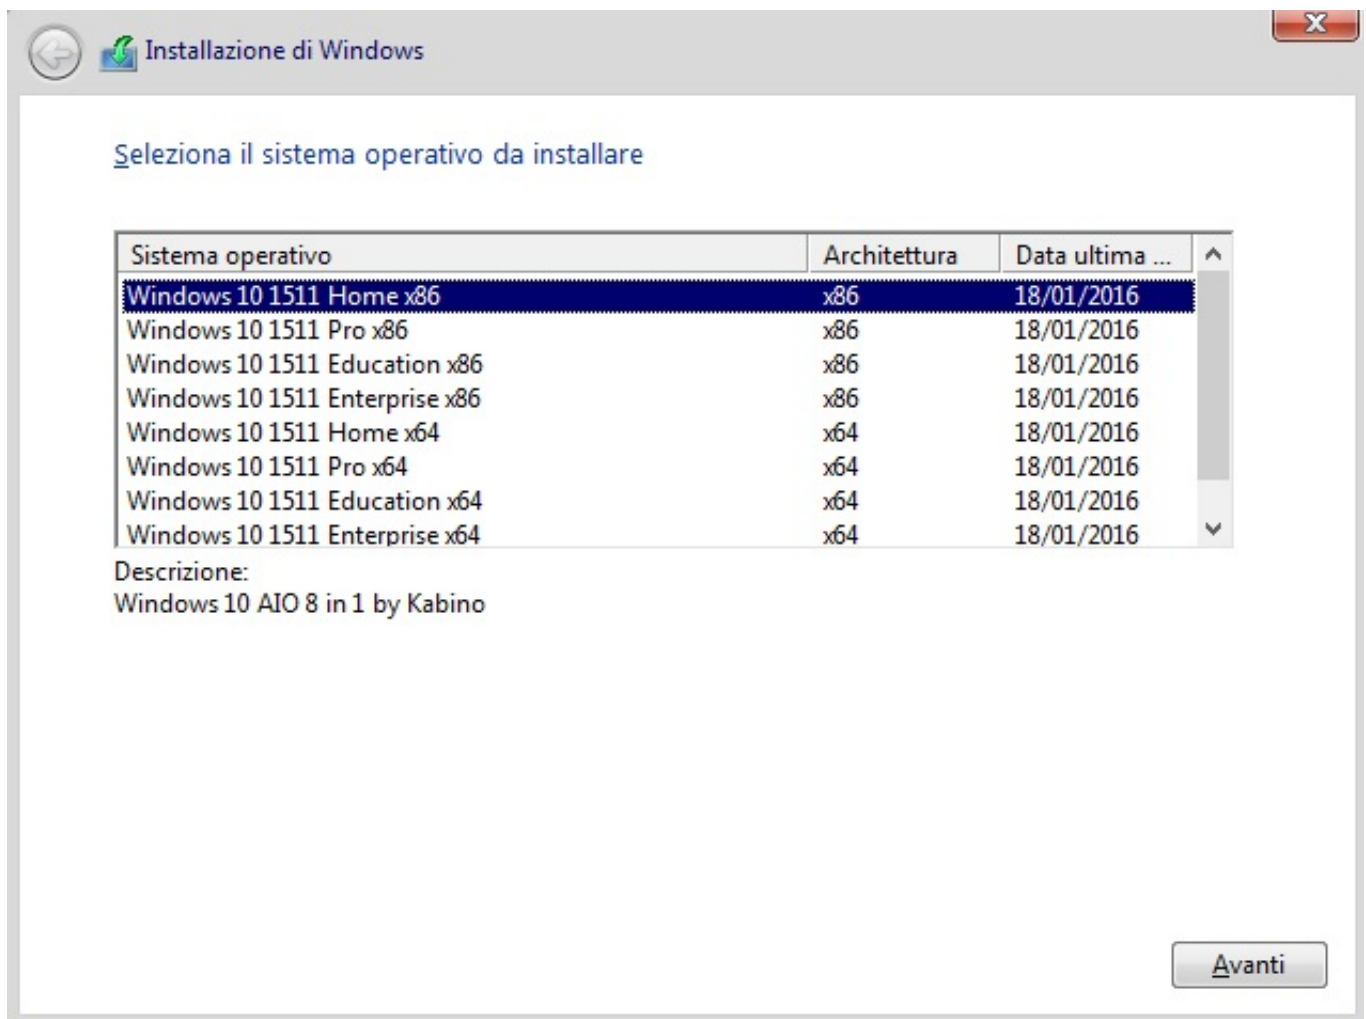 Installazione di Windows
Seleziona il sistema operativo da installare
Sistema operativo Architettura Data ultima ...
Windows 10 1511 Home x86 x86 18/01/2016
Windows 10 1511 Pro x86 x86 18/01/2016
Windows 10 1511 Education x86 x86 18/01/2016
Windows 10 1511 Enterprise x86 x86 18/01/2016
Windows 10 1511 Home x64 x64 18/01/2016
Windows 10 1511 Pro x64 x64 18/01/2016
Windows 10 1511 Education x64 x64 18/01/2016
Windows 10 1511 Enterprise x64 x64 18/01/2016
Descrizione:
Windows 10 AIO 8 in 1 by Kabino
Avanti